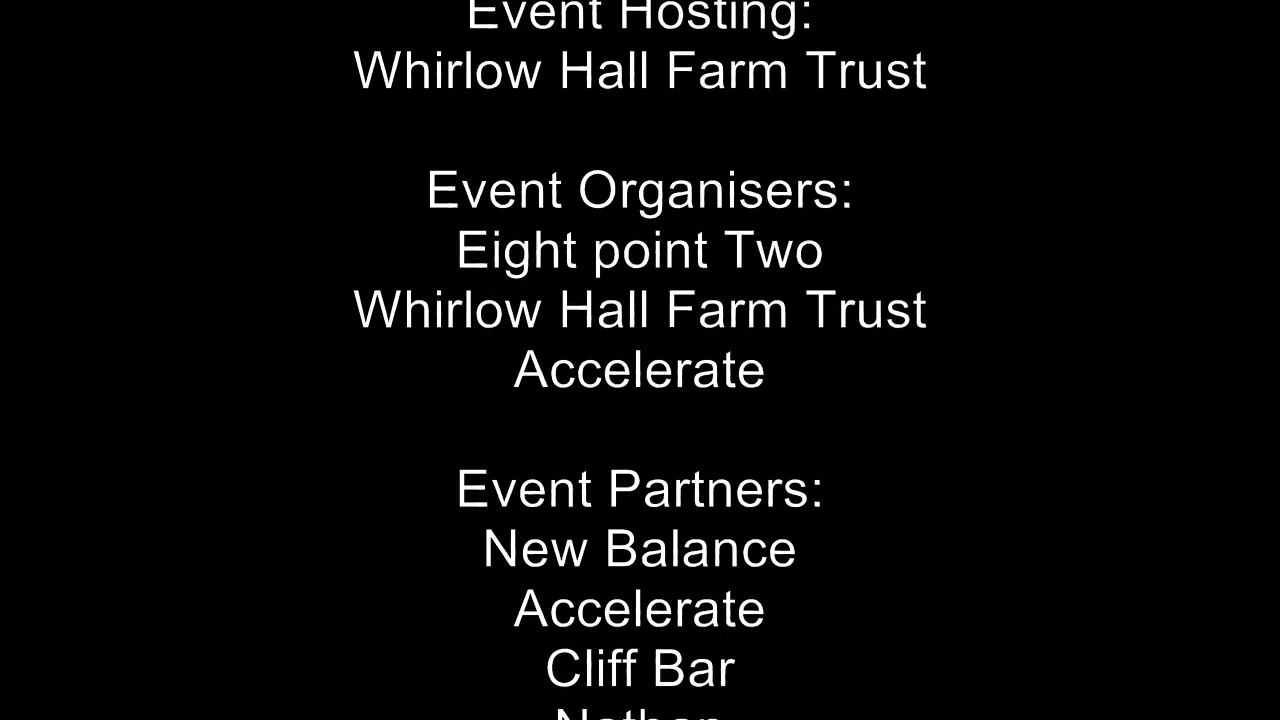 Event Hosting:
Whirlow Hall Farm Trust
Event Organisers:
Eight point Two
Whirlow Hall Farm Trust
Accelerate
Event Partners:
New Balance
Accelerate
Cliff Bar
Nathan